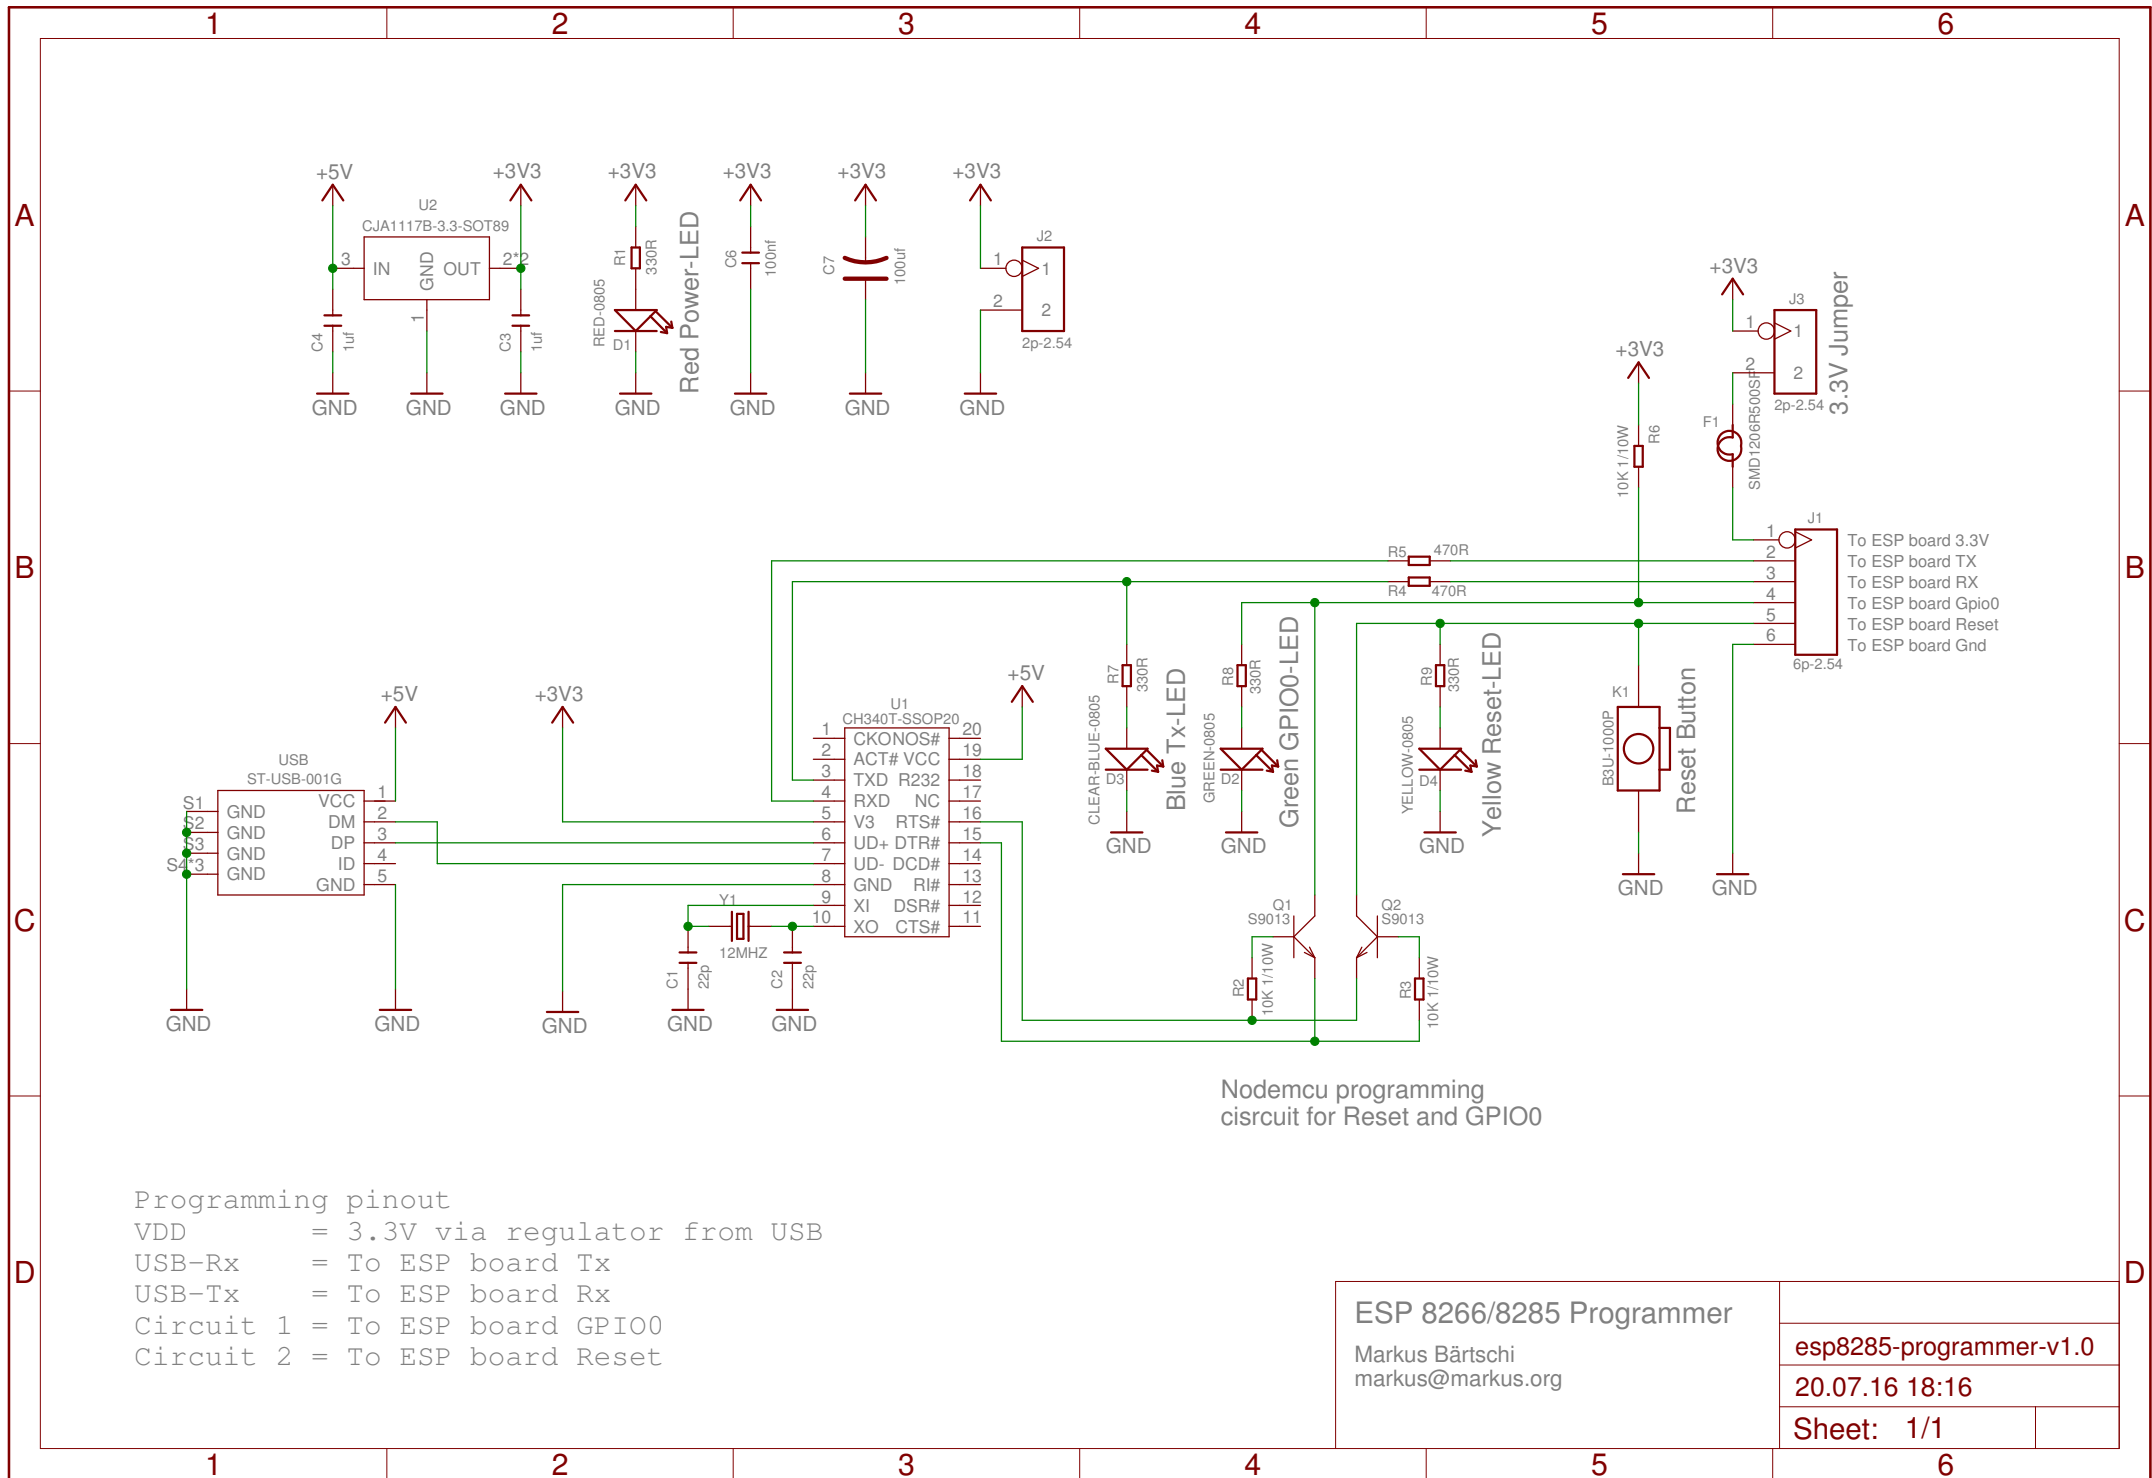 1 2 3 4 5 6
A
A
+5V
+3V3
+3V3
+3V3
+3V3
+3V3
U2
CJA1117B-3.3-SOT89
3 IN GND OUT 2*2
1
C4
1uf
C3
1uf
R1
330R
RED-0805
D1
Red Power-LED
C6
100nf
C7
100uf
J2
1 1
2 2
2p-2.54
GND
GND
GND
GND
GND
GND
GND
+3V3
J3
1 1
2 2
2p-2.54
3.3V Jumper
+3V3
R6
10K 1/10W
F1
B
B
J1
1 To ESP board 3.3V
2 To ESP board TX
3 To ESP board RX
4 To ESP board Gpio0
5 To ESP board Reset
6 To ESP board Gnd
6p-2.54
R5 470R
R4 470R
R7
330R
CLEAR-BLUE-0805
D3
Blue Tx-LED
GND
R8
330R
GREEN-0805
D2
Green GPIO0-LED
GND
R9
330R
YELLOW-0805
D4
Yellow Reset-LED
GND
K1
B3U-1000P
Reset Button
GND
GND
+5V
+3V3
+5V
USB
ST-USB-001G
S1 GND VCC 1
S2 GND DM 2
S3 GND DP 3
S4*3 GND ID 4
GND 5
GND
GND
GND
U1
CH340T-SSOP20
1 CKO NOS# 20
2 ACT# VCC 19
3 TXD R232 18
4 RXD NC 17
5 V3 RTS# 16
6 UD+ DTR# 15
7 UD- DCD# 14
8 GND RI# 13
9 XI DSR# 12
10 XO CTS# 11
Y1
12MHZ
C1
22p
C2
22p
GND
GND
C
C
Q1
S9013
Q2
S9013
R2
10K 1/10W
R3
10K 1/10W
Nodemcu programming
cisrcuit for Reset and GPIO0
D
D
Programming pinout
VDD = 3.3V via regulator from USB
USB-Rx = To ESP board Tx
USB-Tx = To ESP board Rx
Circuit 1 = To ESP board GPIO0
Circuit 2 = To ESP board Reset
ESP 8266/8285 Programmer
Markus Bärtschi
markus@markus.org
esp8285-programmer-v1.0
20.07.16 18:16
Sheet: 1/1
1 2 3 4 5 6